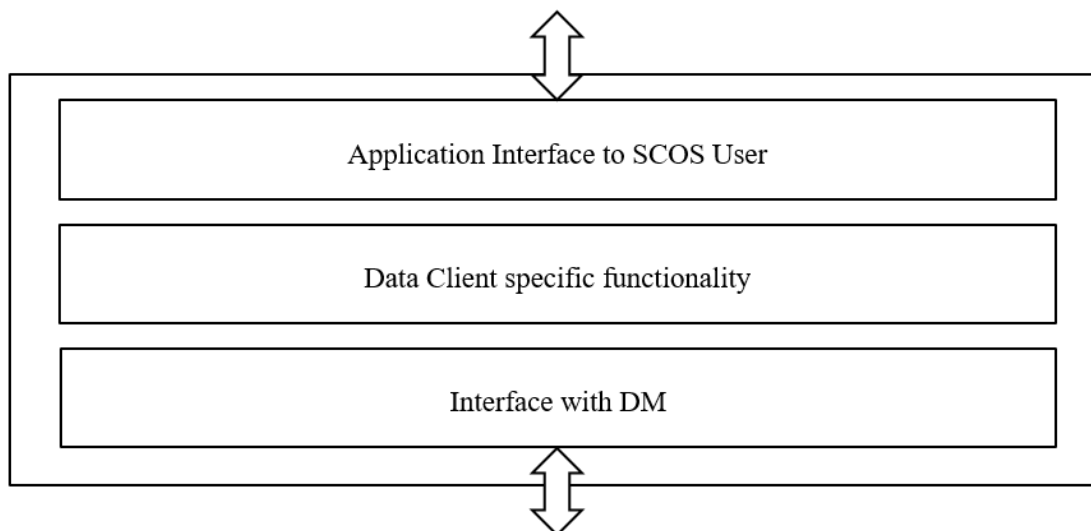 Application Interface to SCOS User
Data Client specific functionality
Interface with DM